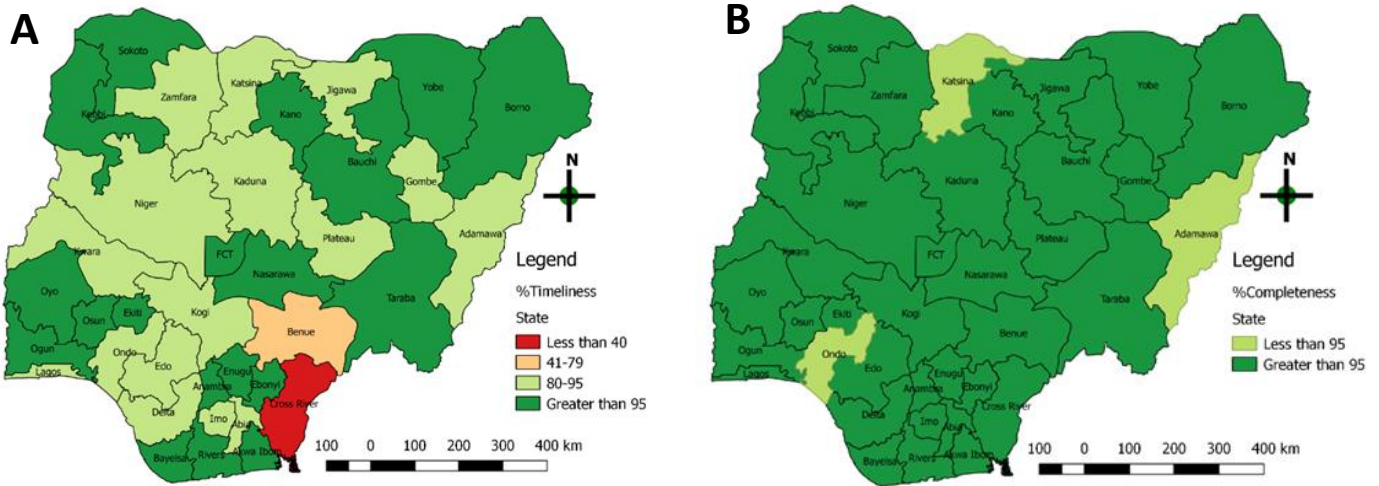 A
Sokoto
Kebbi
Zamfara
Katsina
Kano
Jigawa
Yobe
Borno
Bauchi
Gombe
Kaduna
Niger
Plateau
Adamawa
Kwara
FCT
Nasarawa
Taraba
Oyo
Osun
Ekiti
Kogi
Benue
Ogun
Lagos
Ondo
Edo
Enugu
Anambra
Ebonyi
Cross River
Delta
Imo
Abia
Bayelsa
Rivers
Akwa Ibom
N
Legend
%Timeliness
State
Less than 40
41-79
80-95
Greater than 95
100 0 100 200 300 400 km
B
Sokoto
Kebbi
Zamfara
Katsina
Kano
Jigawa
Yobe
Borno
Bauchi
Gombe
Kaduna
Niger
Plateau
Adamawa
Kwara
FCT
Nasarawa
Taraba
Oyo
Osun
Ekiti
Kogi
Benue
Ogun
Lagos
Ondo
Edo
Enugu
Anambra
Ebonyi
Cross River
Delta
Imo
Abia
Bayelsa
Rivers
Akwa Ibom
N
Legend
%Completeness
State
Less than 95
Greater than 95
100 0 100 200 300 400 km